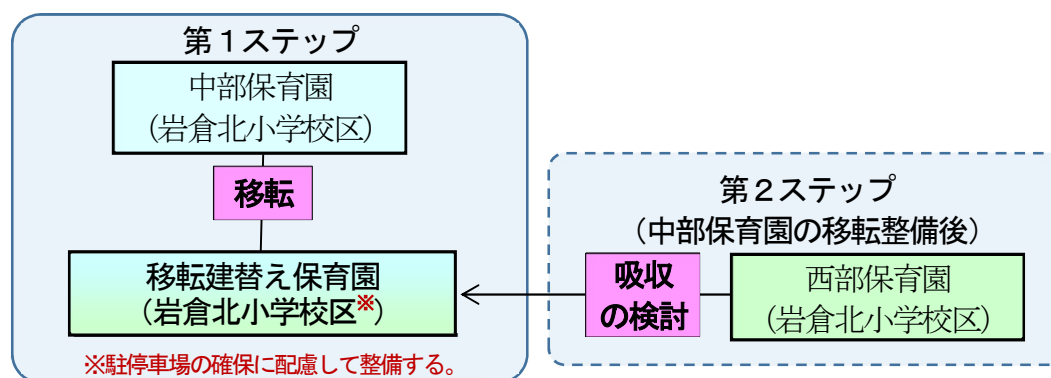 第１ステップ
中部保育園
（岩倉北小学校区）
移転
移転建替え保育園
（岩倉北小学校区※）
※駐停車場の確保に配慮して整備する。
第２ステップ
（中部保育園の移転整備後）
吸収
の検討
西部保育園
（岩倉北小学校区）